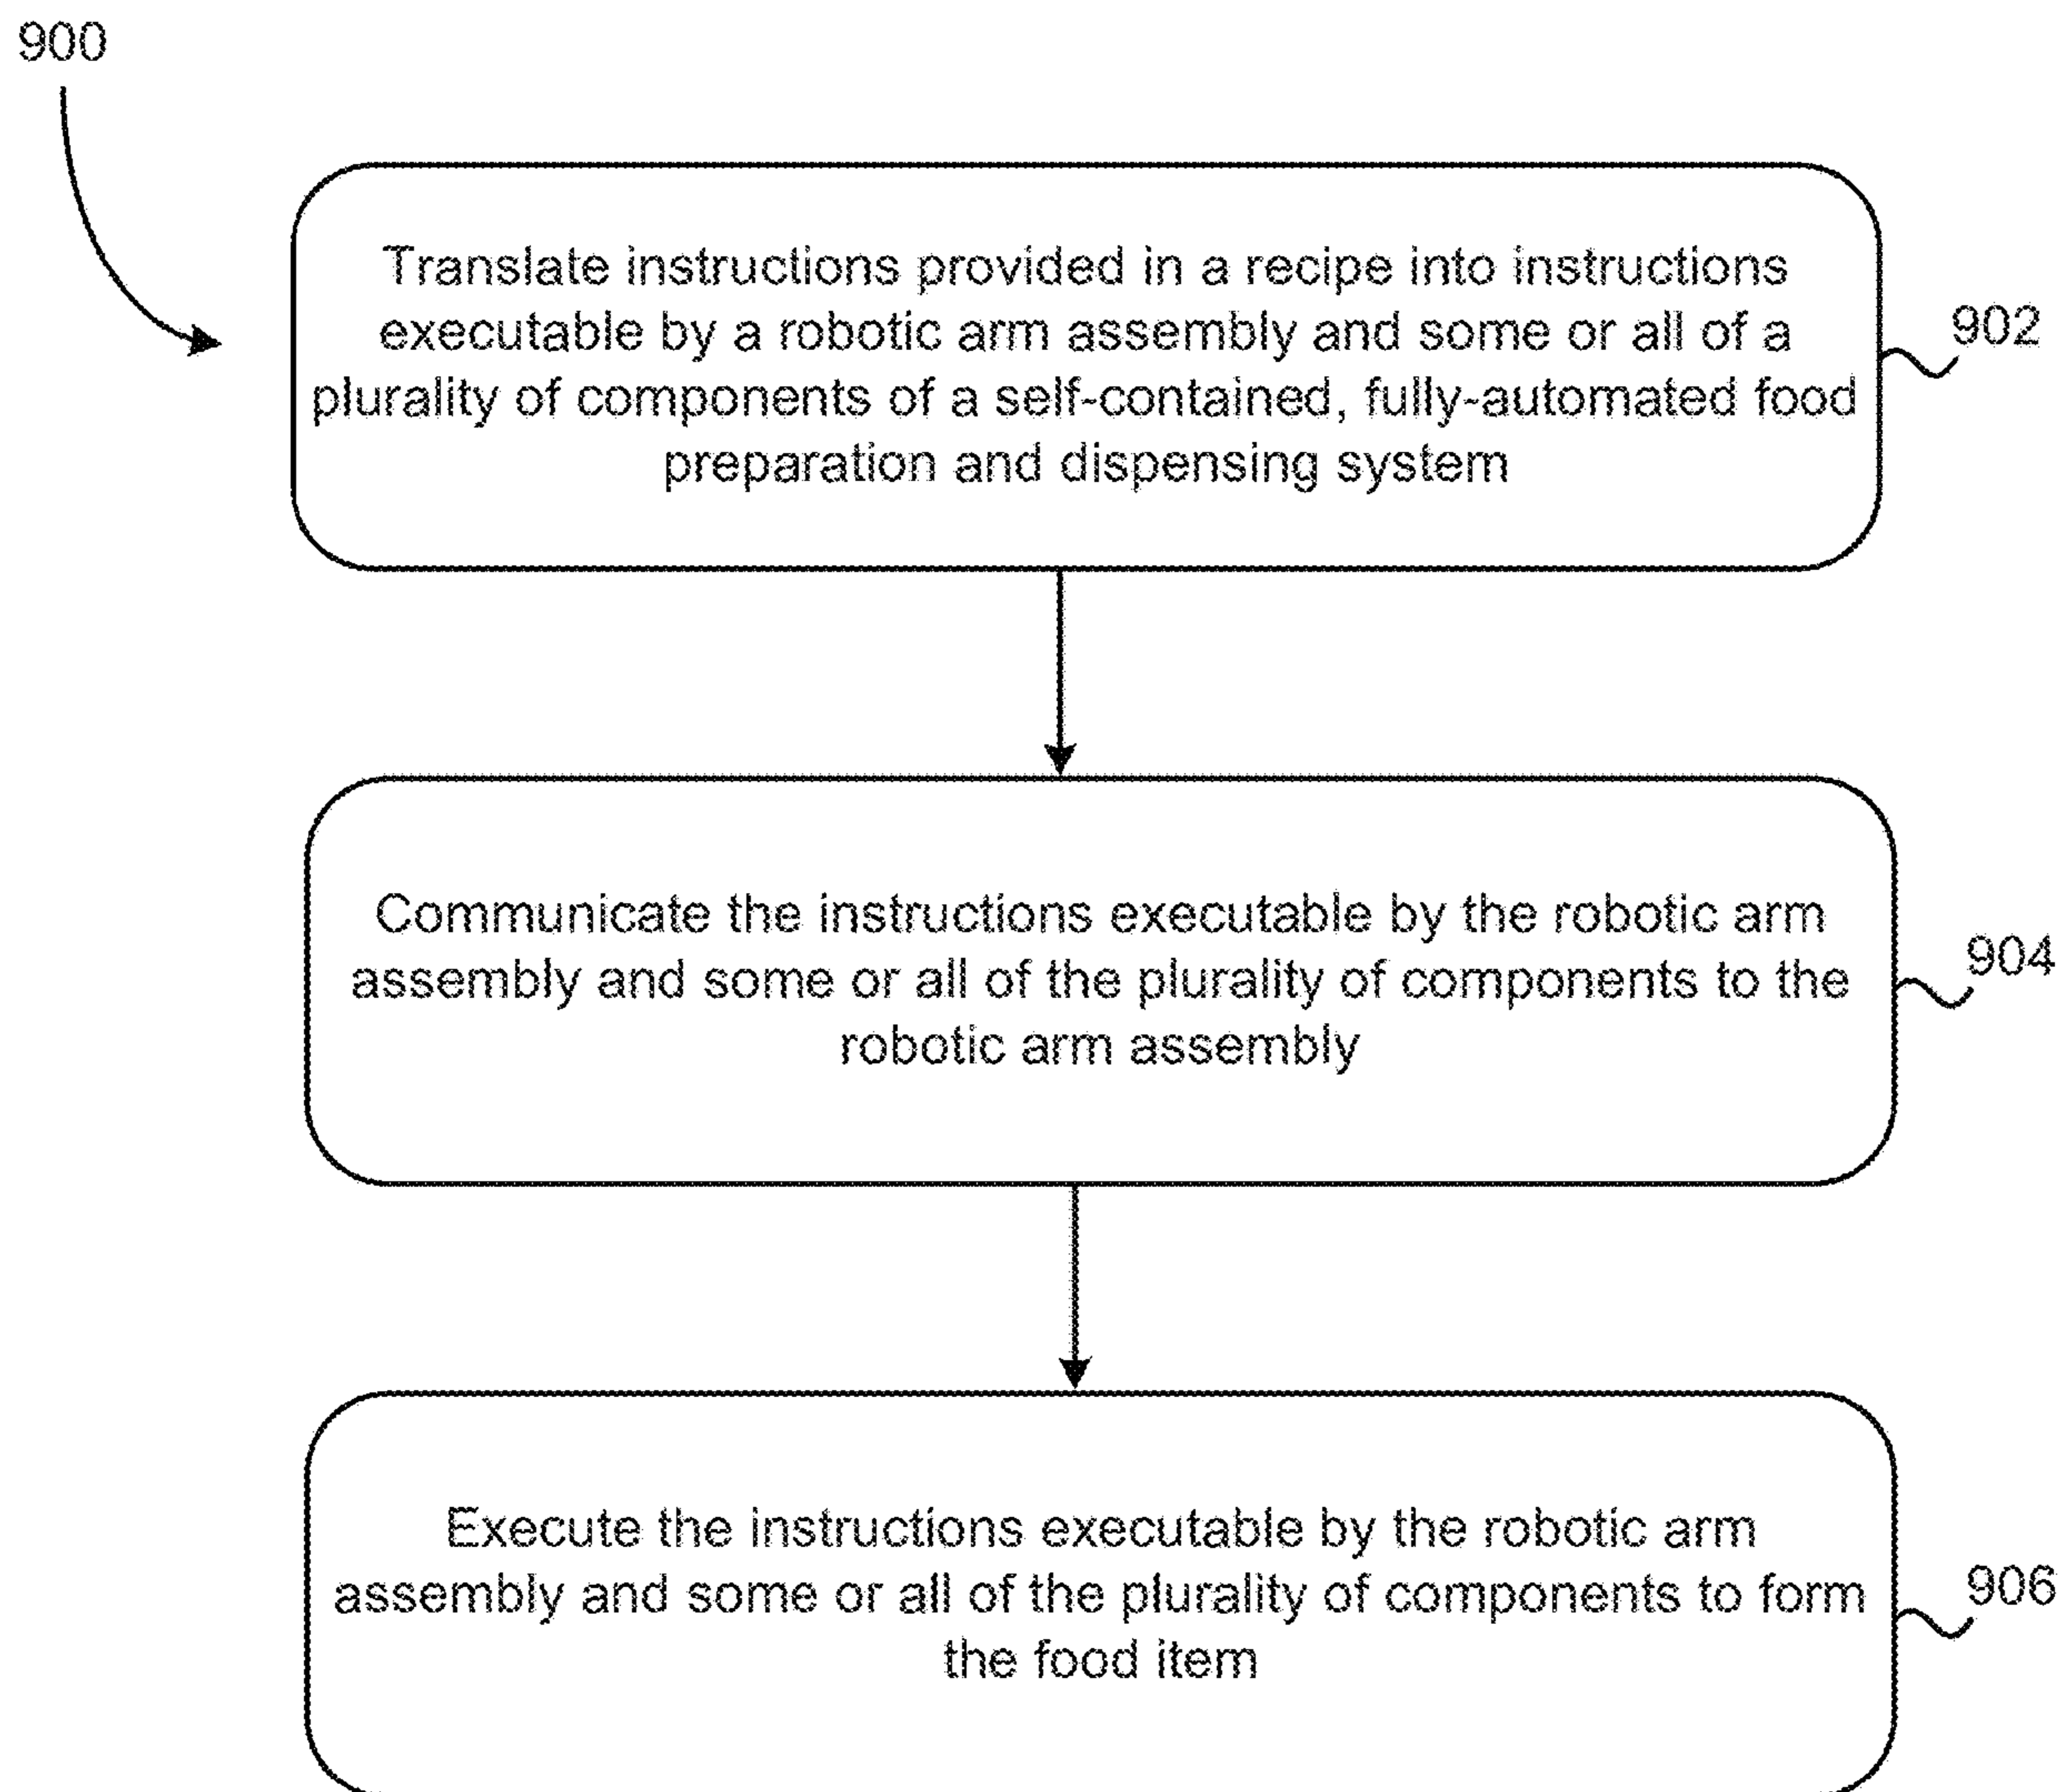 900
Translate instructions provided in a recipe into instructions
executable by a robotic arm assembly and some or all of a
plurality of components of a self-contained, fully-automated food
preparation and dispensing system
902
Communicate the instructions executable by the robotic arm
assembly and some or all of the plurality of components to the
robotic arm assembly
904
Execute the instructions executable by the robotic arm
assembly and some or all of the plurality of components to form
the food item
906